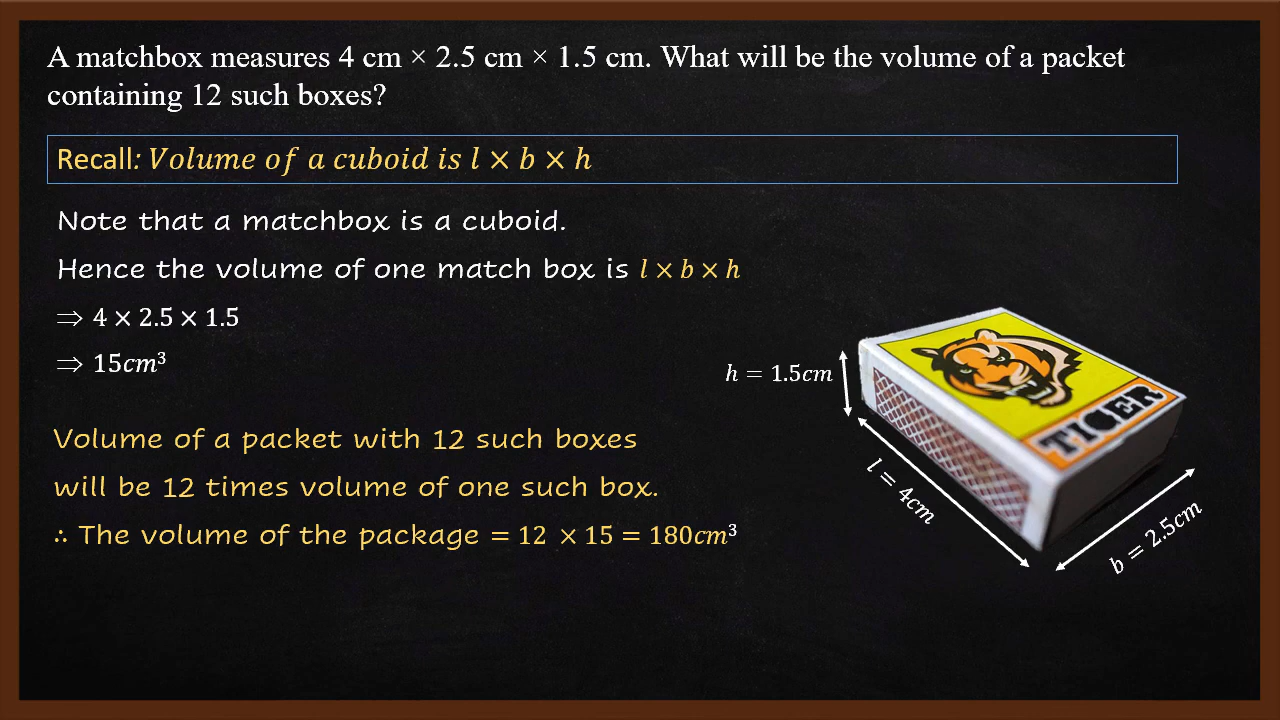 A matchbox measures 4 cm × 2.5 cm × 1.5 cm. What will be the volume of a packet
containing 12 such boxes?
Recall: Volume of a cuboid is l × b × h
Note that a matchbox is a cuboid.
Hence the volume of one match box is l × b × h
⇒ 4 × 2.5 × 1.5
⇒ 15cm³
Volume of a packet with 12 such boxes
will be 12 times volume of one such box.
∴ The volume of the package = 12 × 15 = 180cm³
h = 1.5cm
TIGER
l = 4cm
b = 2.5cm